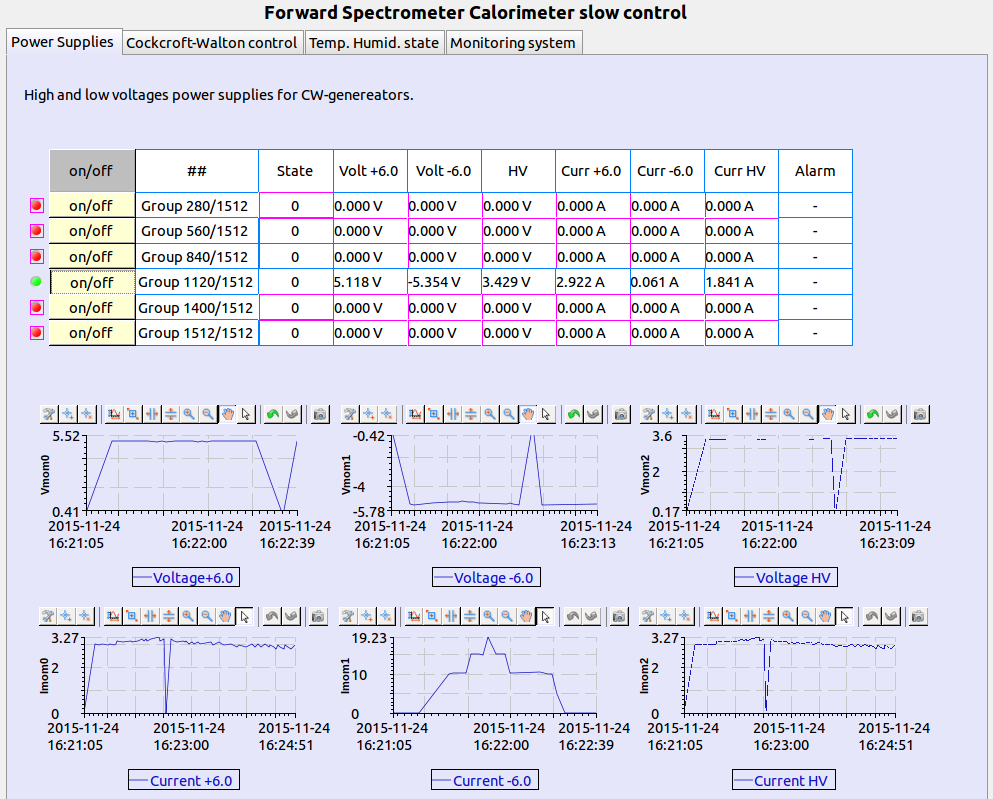 Forward Spectrometer Calorimeter slow control
Power Supplies Cockcroft-Walton control Temp. Humid. state Monitoring system
High and low voltages power supplies for CW-genereators.
on/off ## State Volt +6.0 Volt -6.0 HV Curr +6.0 Curr -6.0 Curr HV Alarm
on/off Group 280/1512 0 0.000 V 0.000 V 0.000 V 0.000 A 0.000 A 0.000 A -
on/off Group 560/1512 0 0.000 V 0.000 V 0.000 V 0.000 A 0.000 A 0.000 A -
on/off Group 840/1512 0 0.000 V 0.000 V 0.000 V 0.000 A 0.000 A 0.000 A -
on/off Group 1120/1512 0 5.118 V -5.354 V 3.429 V 2.922 A 0.061 A 1.841 A -
on/off Group 1400/1512 0 0.000 V 0.000 V 0.000 V 0.000 A 0.000 A 0.000 A -
on/off Group 1512/1512 0 0.000 V 0.000 V 0.000 V 0.000 A 0.000 A 0.000 A -
5.52
Vmom0
0.41
2015-11-24 2015-11-24 2015-11-24
16:21:05 16:22:00 16:22:39
Voltage+6.0
-0.42
Vmom1
-4
-5.78
2015-11-24 2015-11-24 2015-11-24
16:21:05 16:22:00 16:23:13
Voltage -6.0
3.6
Vmom2
2
0.17
2015-11-24 2015-11-24 2015-11-24
16:21:05 16:22:00 16:23:09
Voltage HV
3.27
Imom0
2
0
2015-11-24 2015-11-24 2015-11-24
16:21:05 16:23:00 16:24:51
Current +6.0
19.23
Imom1
10
0
2015-11-24 2015-11-24 2015-11-24
16:21:05 16:22:00 16:22:39
Current -6.0
3.27
Imom2
2
0
2015-11-24 2015-11-24 2015-11-24
16:21:05 16:23:00 16:24:51
Current HV